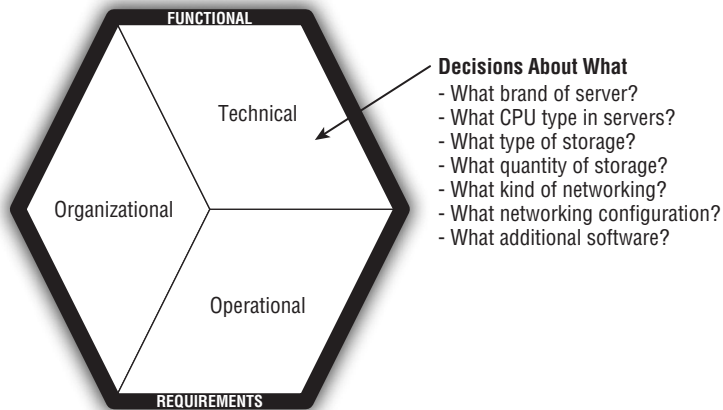 FUNCTIONAL
Technical
Organizational
Operational
REQUIREMENTS
Decisions About What
- What brand of server?
- What CPU type in servers?
- What type of storage?
- What quantity of storage?
- What kind of networking?
- What networking configuration?
- What additional software?